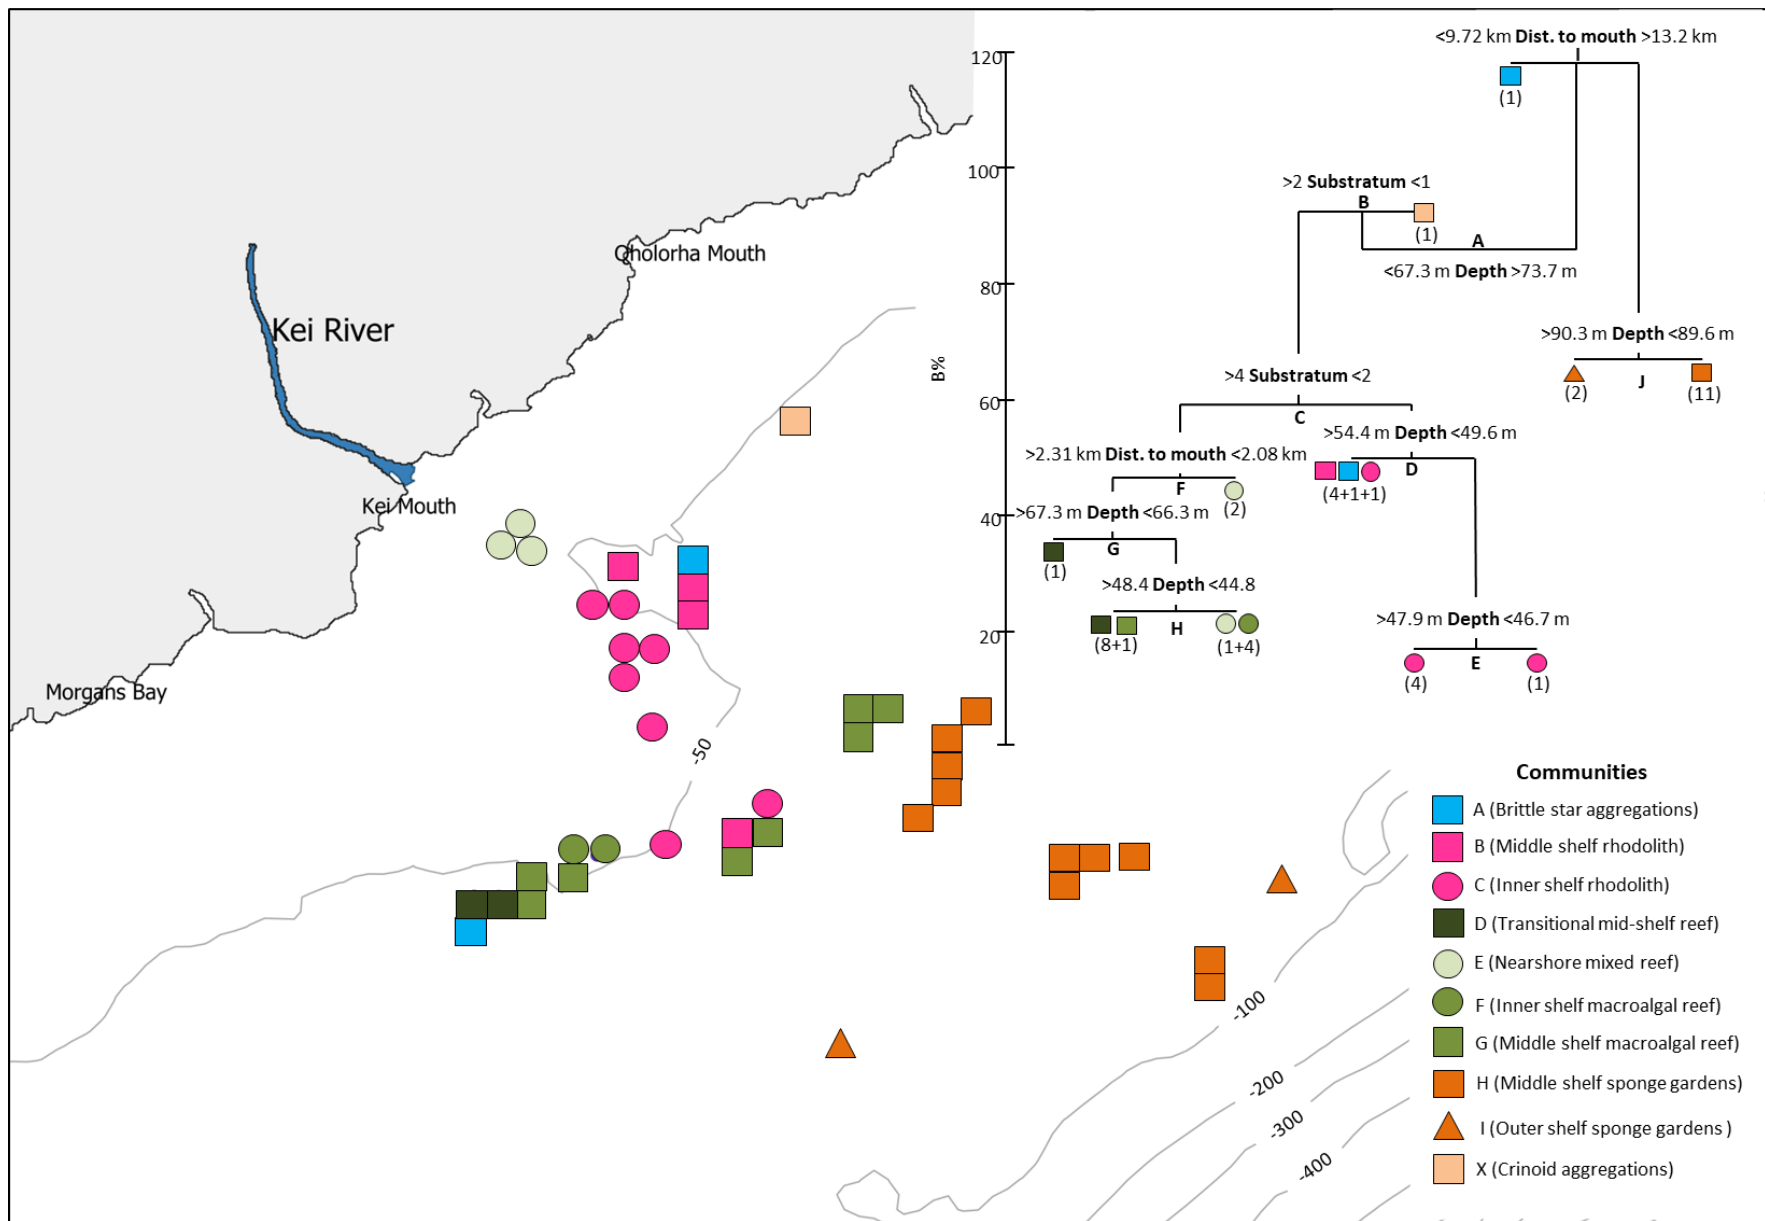 <9.72 km Dist. to mouth >13.2 km
120
(1)
100
>2 Substratum <1
B
(1)
A
<67.3 m Depth >73.7 m
Qholorha Mouth
80
Kei River
>90.3 m Depth <89.6 m
J
(2)
(11)
B%
>4 Substratum <2
60
C
>54.4 m Depth <49.6 m
D
(4+1+1)
>2.31 km Dist. to mouth <2.08 km
F
(2)
Kei Mouth
40
>67.3 m Depth <66.3 m
G
(1)
>48.4 Depth <44.8
H
(8+1)
(1+4)
20
>47.9 m Depth <46.7 m
E
(4)
(1)
Morgans Bay
-50
Communities
A (Brittle star aggregations)
B (Middle shelf rhodolith)
C (Inner shelf rhodolith)
D (Transitional mid-shelf reef)
E (Nearshore mixed reef)
F (Inner shelf macroalgal reef)
G (Middle shelf macroalgal reef)
H (Middle shelf sponge gardens)
I (Outer shelf sponge gardens )
X (Crinoid aggregations)
-100
-200
-300
-400